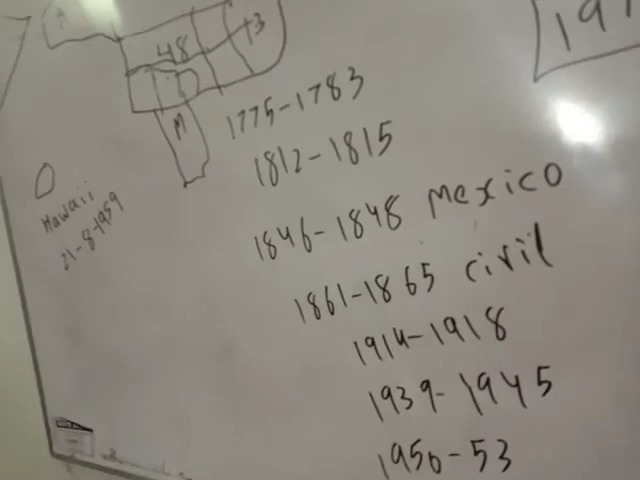 48
13
M
191
1775-1783
1812-1815
Hawaii
21-8-1959
1846-1848 Mexico
1861-1865 civil
1914-1918
1939-1945
1950-53